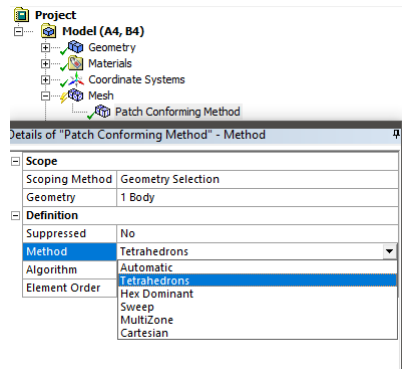 Project
Model (A4, B4)
Geometry
Materials
Coordinate Systems
Mesh
Patch Conforming Method
Details of "Patch Conforming Method" - Method
Scope
Scoping Method Geometry Selection
Geometry 1 Body
Definition
Suppressed No
Method Tetrahedrons
Algorithm Automatic
Tetrahedrons
Element Order Hex Dominant
Sweep
MultiZone
Cartesian